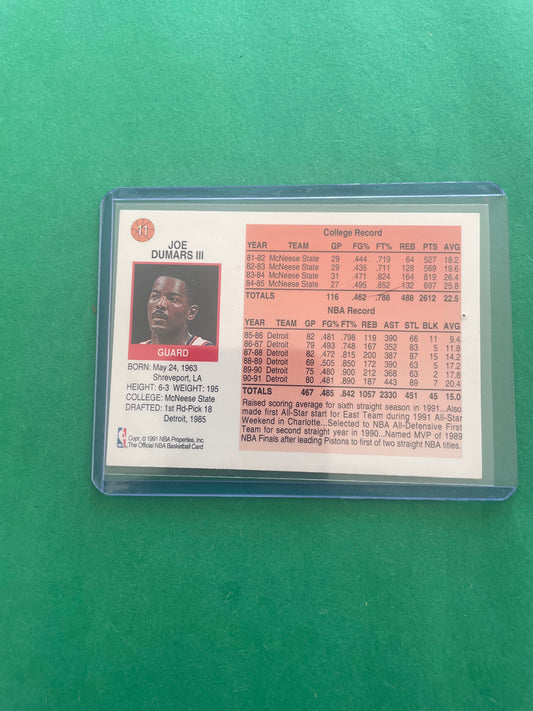 11
JOE
DUMARS III
GUARD
BORN: May 24, 1963
Shreveport, LA
HEIGHT: 6-3 WEIGHT: 195
COLLEGE: McNeese State
DRAFTED: 1st Rd-Pick 18
Detroit, 1985
Copr. © 1991 NBA Properties, Inc.
The Official NBA Basketball Card
College Record
YEAR TEAM GP FG% FT% REB PTS AVG
81-82 McNeese State 29 .444 .719 64 527 18.2
82-83 McNeese State 29 .435 .711 128 569 19.6
83-84 McNeese State 31 .471 .824 164 819 26.4
84-85 McNeese State 27 .495 .852 132 697 25.8
TOTALS 116 .462 .788 488 2612 22.5
NBA Record
YEAR TEAM GP FG% FT% REB AST STL BLK AVG
85-86 Detroit 82 .481 .798 119 390 66 11 9.4
86-87 Detroit 79 .493 .748 167 352 83 5 11.8
87-88 Detroit 82 .472 .815 200 387 87 15 14.2
88-89 Detroit 69 .505 .850 172 390 63 5 17.2
89-90 Detroit 75 .480 .900 212 368 63 2 17.8
90-91 Detroit 80 .481 .890 187 443 89 7 20.4
TOTALS 467 .485 .842 1057 2330 451 45 15.0
Raised scoring average for sixth straight season in 1991...Also
made first All-Star start for East Team during 1991 All-Star
Weekend in Charlotte...Selected to NBA All-Defensive First
Team for second straight year in 1990...Named MVP of 1989
NBA Finals after leading Pistons to first of two straight NBA titles.